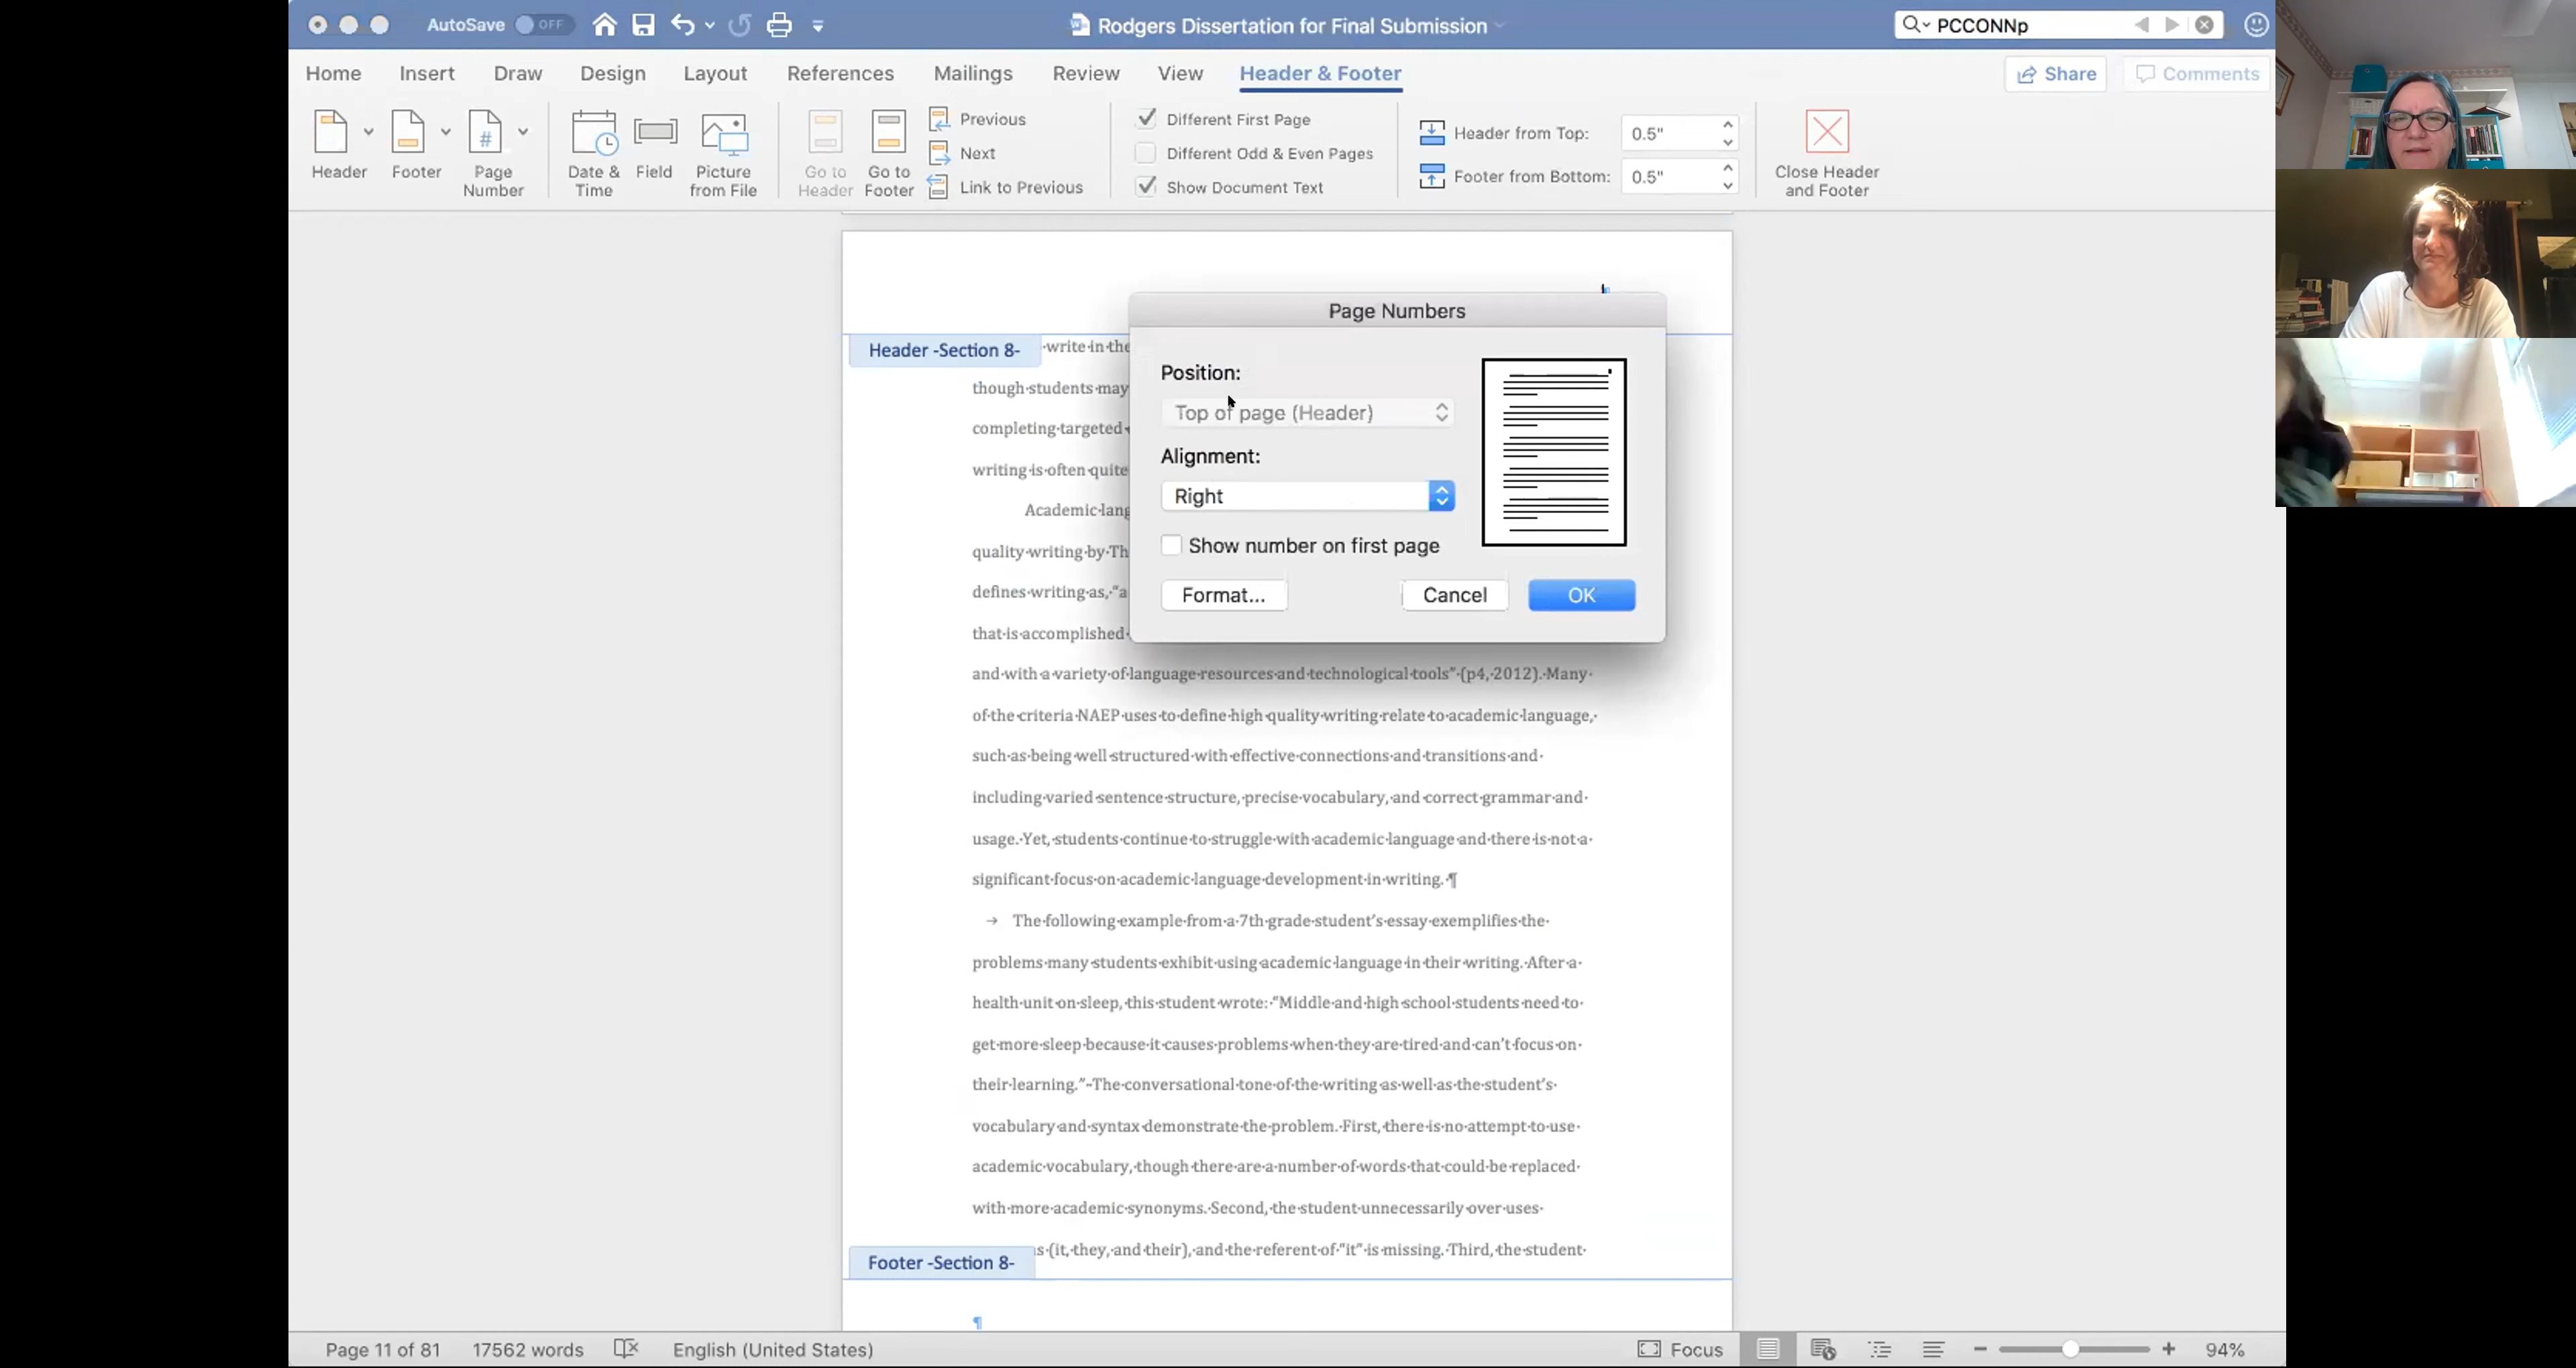 AutoSave OFF
Rodgers Dissertation for Final Submission
PCCONNp
Home Insert Draw Design Layout References Mailings Review View Header & Footer
Share Comments
Header
Footer
Page Number
Date & Time
Field
Picture from File
Go to Header
Go to Footer
Previous
Next
Link to Previous
Different First Page
Different Odd & Even Pages
Show Document Text
Header from Top: 0.5"
Footer from Bottom: 0.5"
Close Header and Footer
Page Numbers
Position:
Top of page (Header)
Alignment:
Right
Show number on first page
Format... Cancel OK
Header -Section 8-
write in the
though students may
completing targeted
writing is often quite
Academic lang
quality writing by Th
defines writing as, "a
that is accomplished
and with a variety of language resources and technological tools" (p4, 2012). Many
of the criteria NAEP uses to define high quality writing relate to academic language,
such as being well structured with effective connections and transitions and
including varied sentence structure, precise vocabulary, and correct grammar and
usage. Yet, students continue to struggle with academic language and there is not a
significant focus on academic language development in writing. ¶
→ The following example from a 7th grade student's essay exemplifies the
problems many students exhibit using academic language in their writing. After a
health unit on sleep, this student wrote: "Middle and high school students need to
get more sleep because it causes problems when they are tired and can't focus on
their learning." The conversational tone of the writing as well as the student's
vocabulary and syntax demonstrate the problem. First, there is no attempt to use
academic vocabulary, though there are a number of words that could be replaced
with more academic synonyms. Second, the student unnecessarily over uses
s (it, they, and their), and the referent of "it" is missing. Third, the student
Footer -Section 8-
¶
Page 11 of 81 17562 words English (United States) Focus 94%